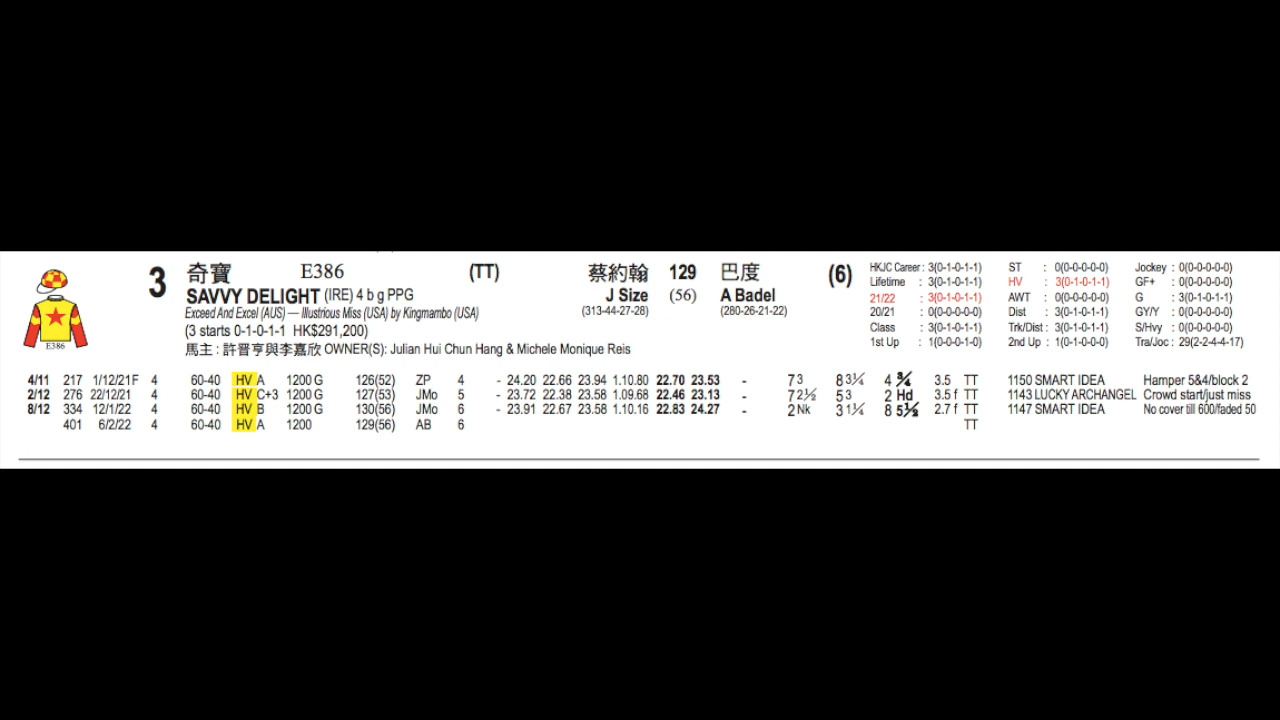 3 奇寶 E386 (TT) 蔡約翰 129 巴度 (6) HKJC Career : 3(0-1-0-1-1) ST : 0(0-0-0-0-0) Jockey : 0(0-0-0-0-0)
SAVVY DELIGHT (IRE) 4 b g PPG J Size (56) A Badel Lifetime : 3(0-1-0-1-1) HV : 3(0-1-0-1-1) GF+ : 0(0-0-0-0-0)
Exceed And Excel (AUS) — Illustrious Miss (USA) by Kingmambo (USA) (313-44-27-28) (280-26-21-22) 21/22 : 3(0-1-0-1-1) AWT : 0(0-0-0-0-0) G : 3(0-1-0-1-1)
20/21 : 0(0-0-0-0-0) Dist : 3(0-1-0-1-1) GY/Y : 0(0-0-0-0-0)
(3 starts 0-1-0-1-1 HK$291,200) Class : 3(0-1-0-1-1) Trk/Dist : 3(0-1-0-1-1) S/Hvy : 0(0-0-0-0-0)
E386 馬主 : 許晋亨與李嘉欣 OWNER(S): Julian Hui Chun Hang & Michele Monique Reis 1st Up : 1(0-0-0-1-0) 2nd Up : 1(0-1-0-0-0) Tra/Joc : 29(2-2-4-4-17)
4/11 217 1/12/21F 4 60-40 HV A 1200 G 126(52) ZP 4 - 24.20 22.66 23.94 1.10.80 22.70 23.53 - 7 3 8 3¼ 4 ¾ 3.5 TT 1150 SMART IDEA Hamper 5&4/block 2
2/12 276 22/12/21 4 60-40 HV C+3 1200 G 127(53) JMo 5 - 23.72 22.38 23.58 1.09.68 22.46 23.13 - 7 2½ 5 3 2 Hd 3.5 f TT 1143 LUCKY ARCHANGEL Crowd start/just miss
8/12 334 12/1/22 4 60-40 HV B 1200 G 130(56) JMo 6 - 23.91 22.67 23.58 1.10.16 22.83 24.27 - 2 Nk 3 1¼ 8 5½ 2.7 f TT 1147 SMART IDEA No cover till 600/faded 50
401 6/2/22 4 60-40 HV A 1200 129(56) AB 6 TT